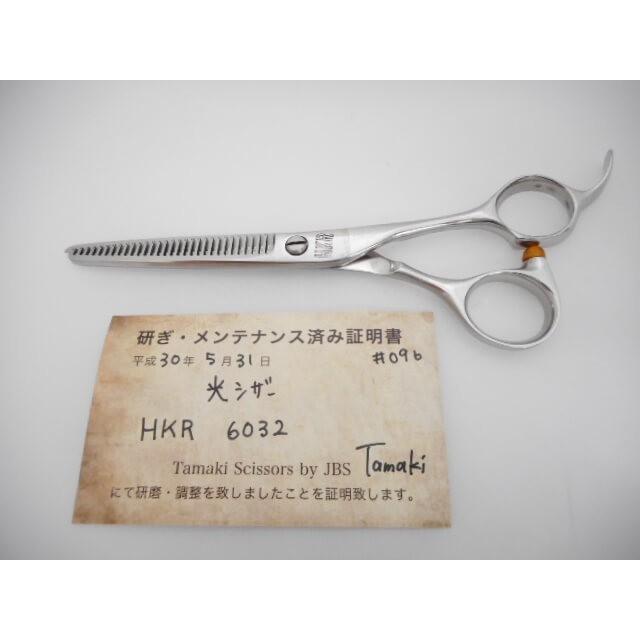 研ぎ・メンテナンス済み証明書
平成30年 5月31日 #096
光シザー
HKR 6032
Tamaki Scissors by JBS Tamaki
にて研磨・調整を致しましたことを証明致します。